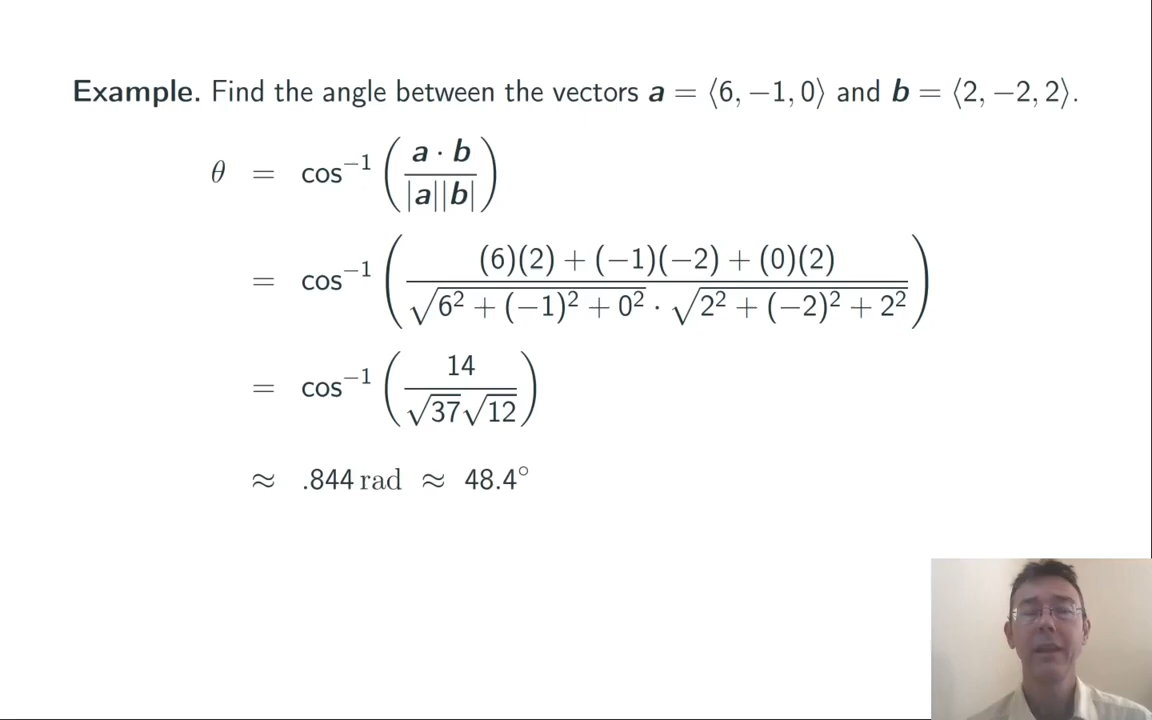 Example. Find the angle between the vectors a = ⟨6, −1, 0⟩ and b = ⟨2, −2, 2⟩.
θ = cos⁻¹ ( a · b / |a||b| )
= cos⁻¹ ( (6)(2) + (−1)(−2) + (0)(2) / √(6² + (−1)² + 0²) · √(2² + (−2)² + 2²) )
= cos⁻¹ ( 14 / √37√12 )
≈ .844 rad ≈ 48.4°